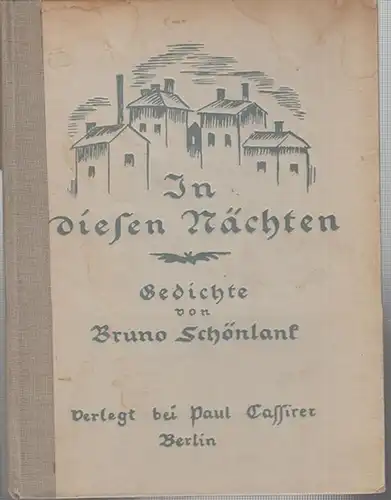 In
dieſen Nächten
Gedichte
von
Bruno Schönlank
Verlegt bei Paul Caſſirer
Berlin